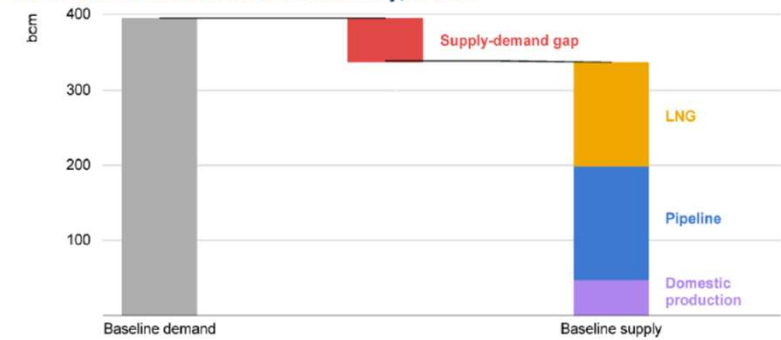 400
bcm
Supply-demand gap
300
LNG
200
Pipeline
100
Domestic
production
Baseline demand
Baseline supply